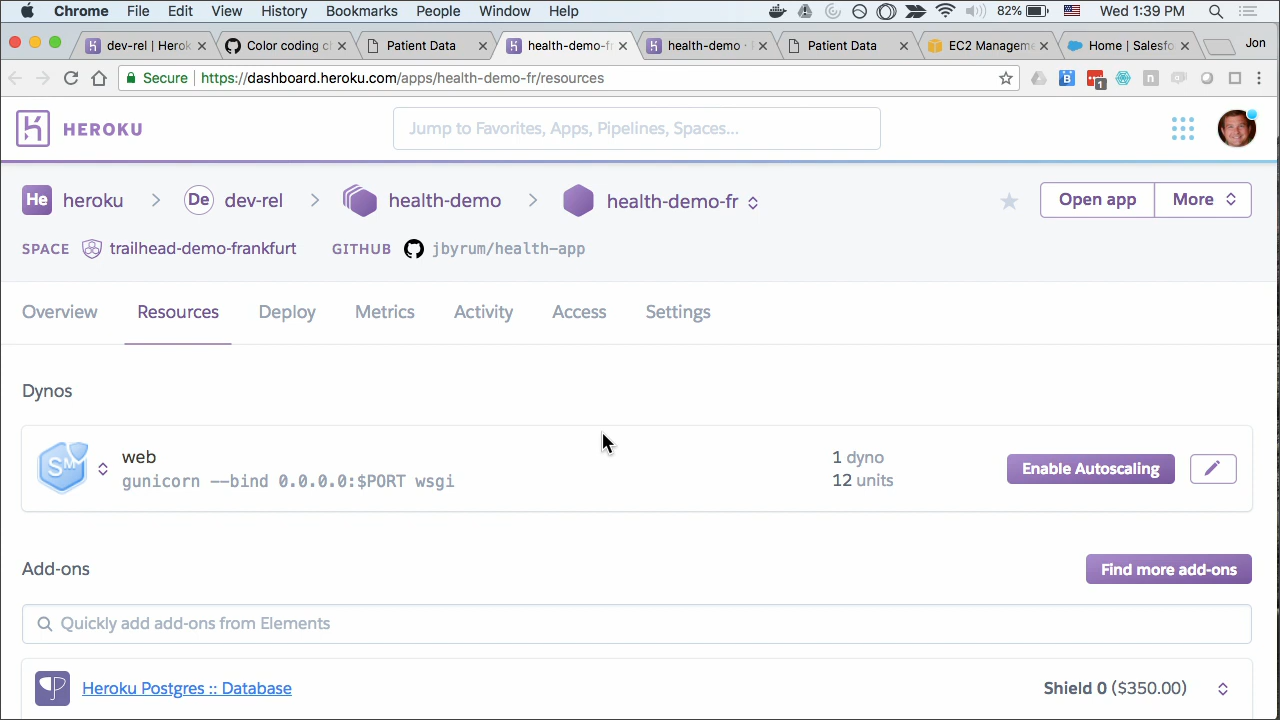 Chrome File Edit View History Bookmarks People Window Help 82% Wed 1:39 PM
dev-rel | Herok Color coding c Patient Data health-demo-fr health-demo · Patient Data EC2 Manageme Home | Salesfo Jon
Secure https://dashboard.heroku.com/apps/health-demo-fr/resources 1
HEROKU Jump to Favorites, Apps, Pipelines, Spaces...
He heroku De dev-rel health-demo health-demo-fr Open app More
SPACE trailhead-demo-frankfurt GITHUB jbyrum/health-app
Overview Resources Deploy Metrics Activity Access Settings
Dynos
SM web 1 dyno Enable Autoscaling
gunicorn --bind 0.0.0.0:$PORT wsgi 12 units
Add-ons Find more add-ons
Quickly add add-ons from Elements
Heroku Postgres :: Database Shield 0 ($350.00)